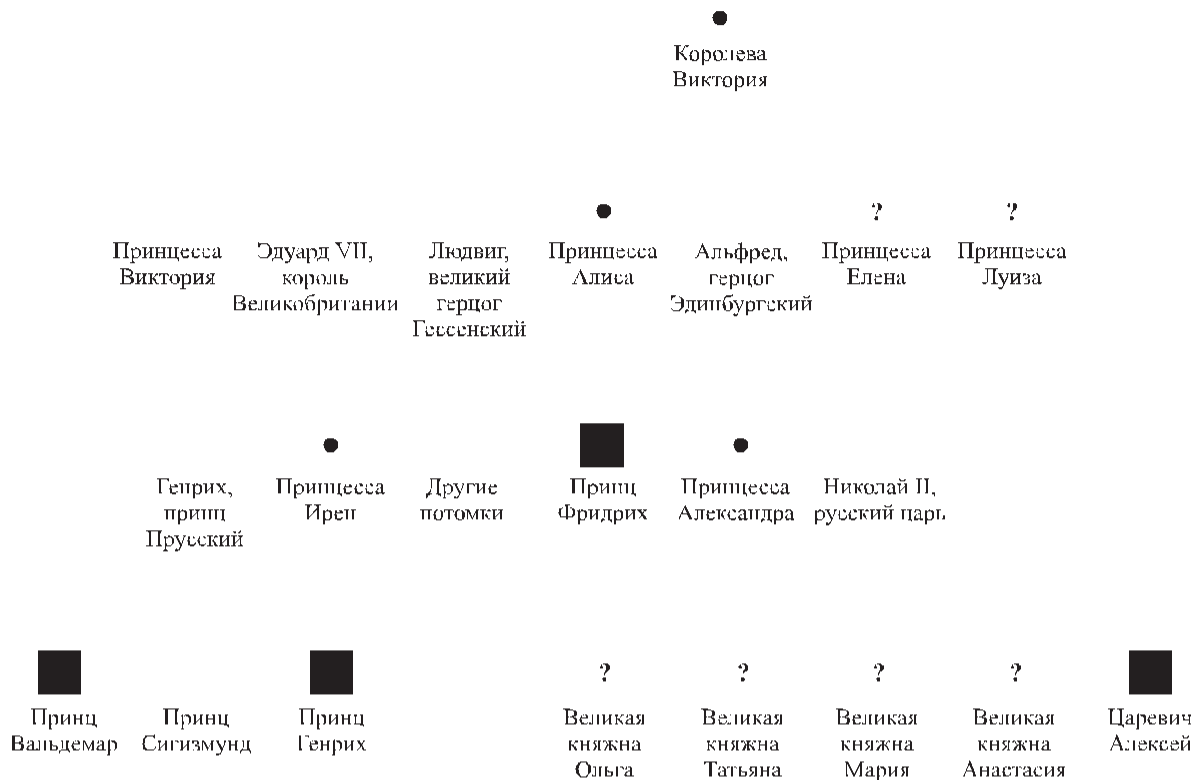 Королева
Виктория
? ?
Принцесса Эдуард VII, Людвиг, Принцесса Альфред, Принцесса Принцесса
Виктория король великий Алиса герцог Елена Луиза
Великобритании герцог Эдинбургский
Гессенский
Генрих, Принцесса Другие Принц Принцесса Николай II,
принц Ирен потомки Фридрих Александра русский царь
Прусский
? ? ? ?
Принц Принц Принц Великая Великая Великая Великая Царевич
Вальдемар Сигизмунд Генрих княжна княжна княжна княжна Алексей
Ольга Татьяна Мария Анастасия